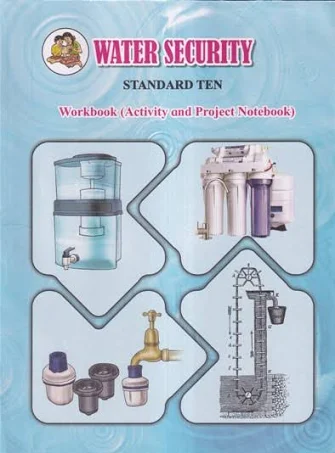 WATER SECURITY
STANDARD TEN
Workbook (Activity and Project Notebook)